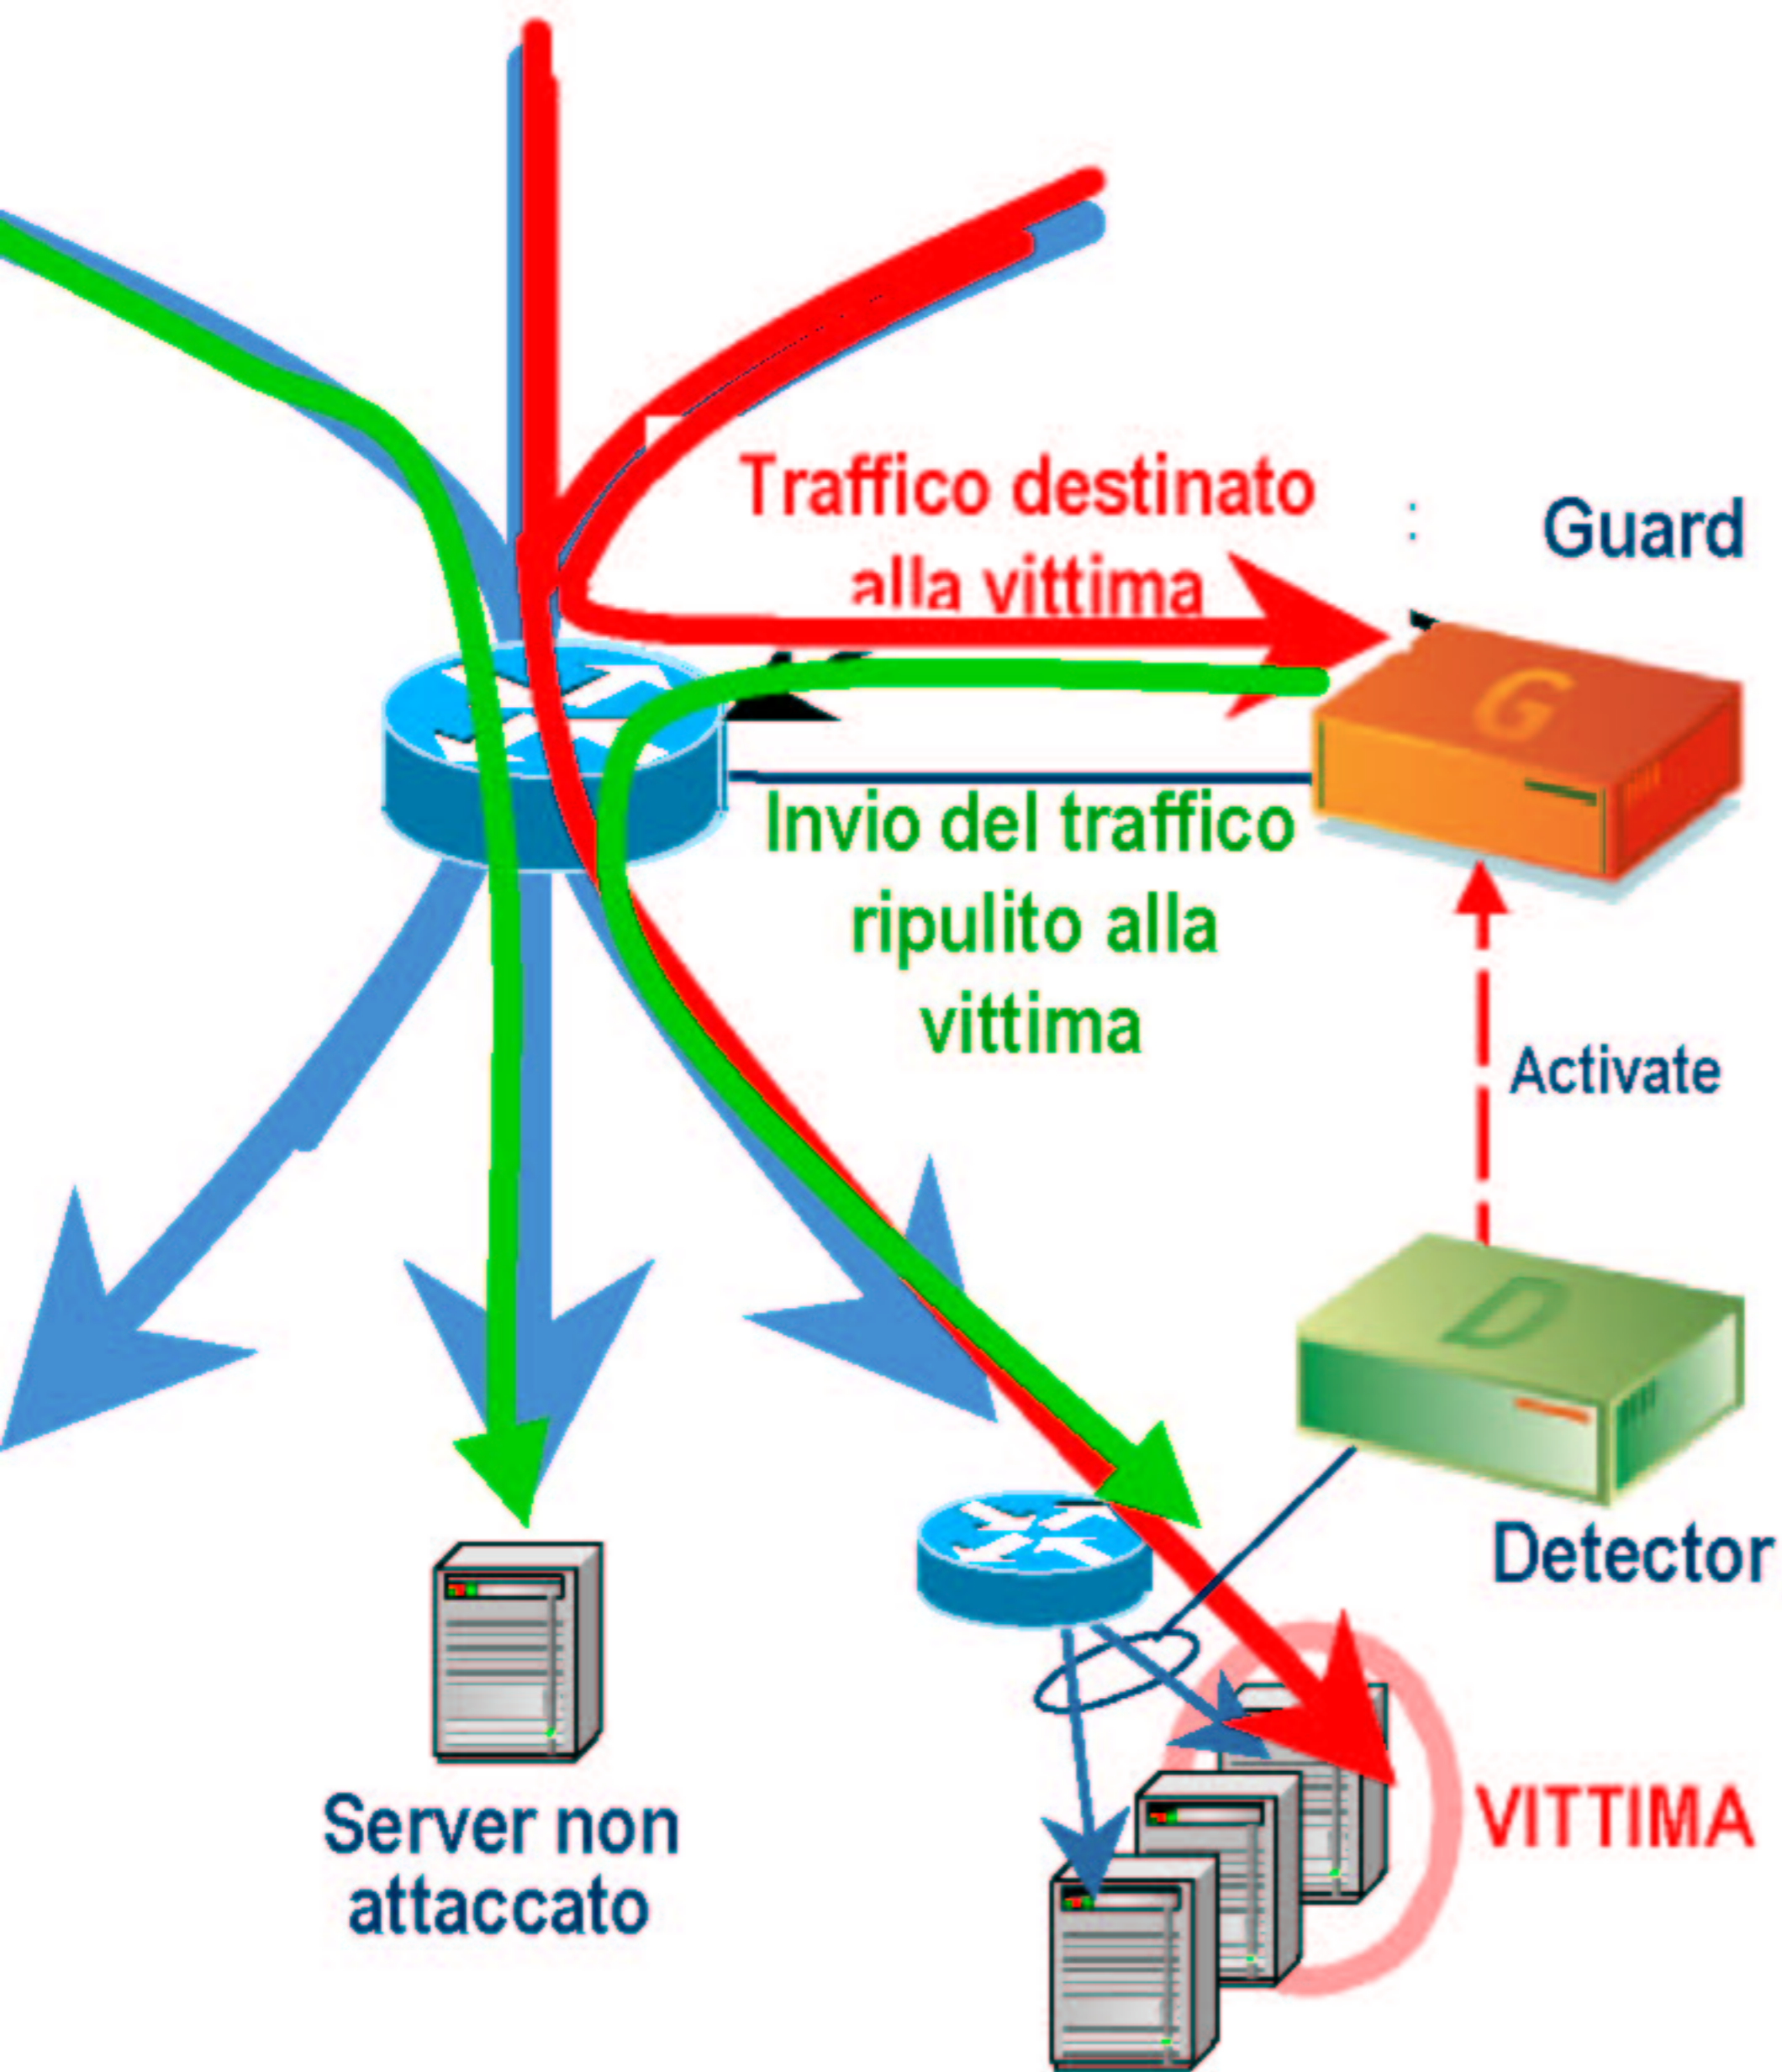 Traffico destinato
alla vittima
:
Guard
G
Invio del traffico
ripulito alla
vittima
Activate
D
Detector
Server non
attaccato
VITTIMA